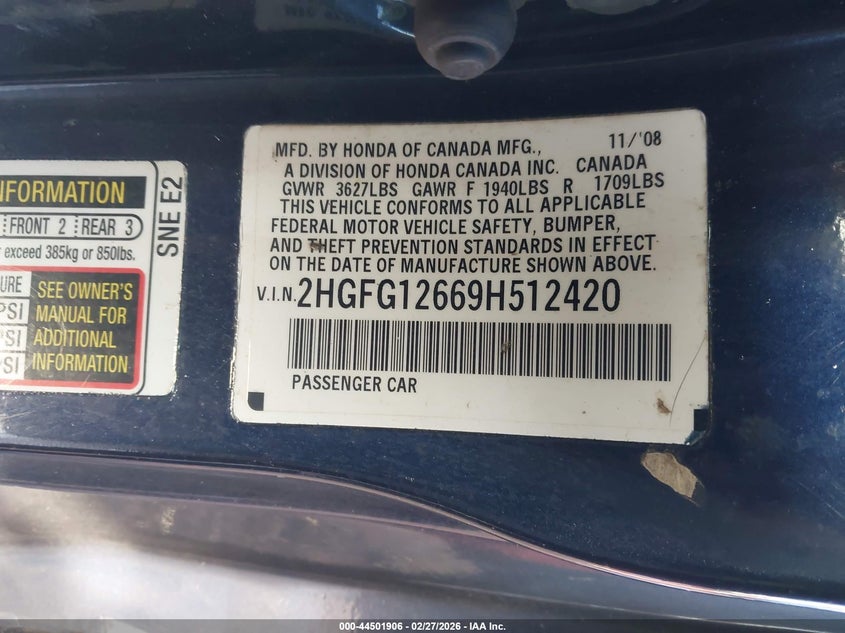 NFORMATION
FRONT 2 REAR 3
exceed 385kg or 850lbs.
URE
PSI
PSI
PSI
SEE OWNER'S
MANUAL FOR
ADDITIONAL
INFORMATION
SNE E2
MFD. BY HONDA OF CANADA MFG., 11/'08
A DIVISION OF HONDA CANADA INC. CANADA
GVWR 3627LBS GAWR F 1940LBS R 1709LBS
THIS VEHICLE CONFORMS TO ALL APPLICABLE
FEDERAL MOTOR VEHICLE SAFETY, BUMPER,
AND THEFT PREVENTION STANDARDS IN EFFECT
ON THE DATE OF MANUFACTURE SHOWN ABOVE.
V.I.N. 2HGFG12669H512420
PASSENGER CAR
000-44501906 - 02/27/2026 - IAA Inc.